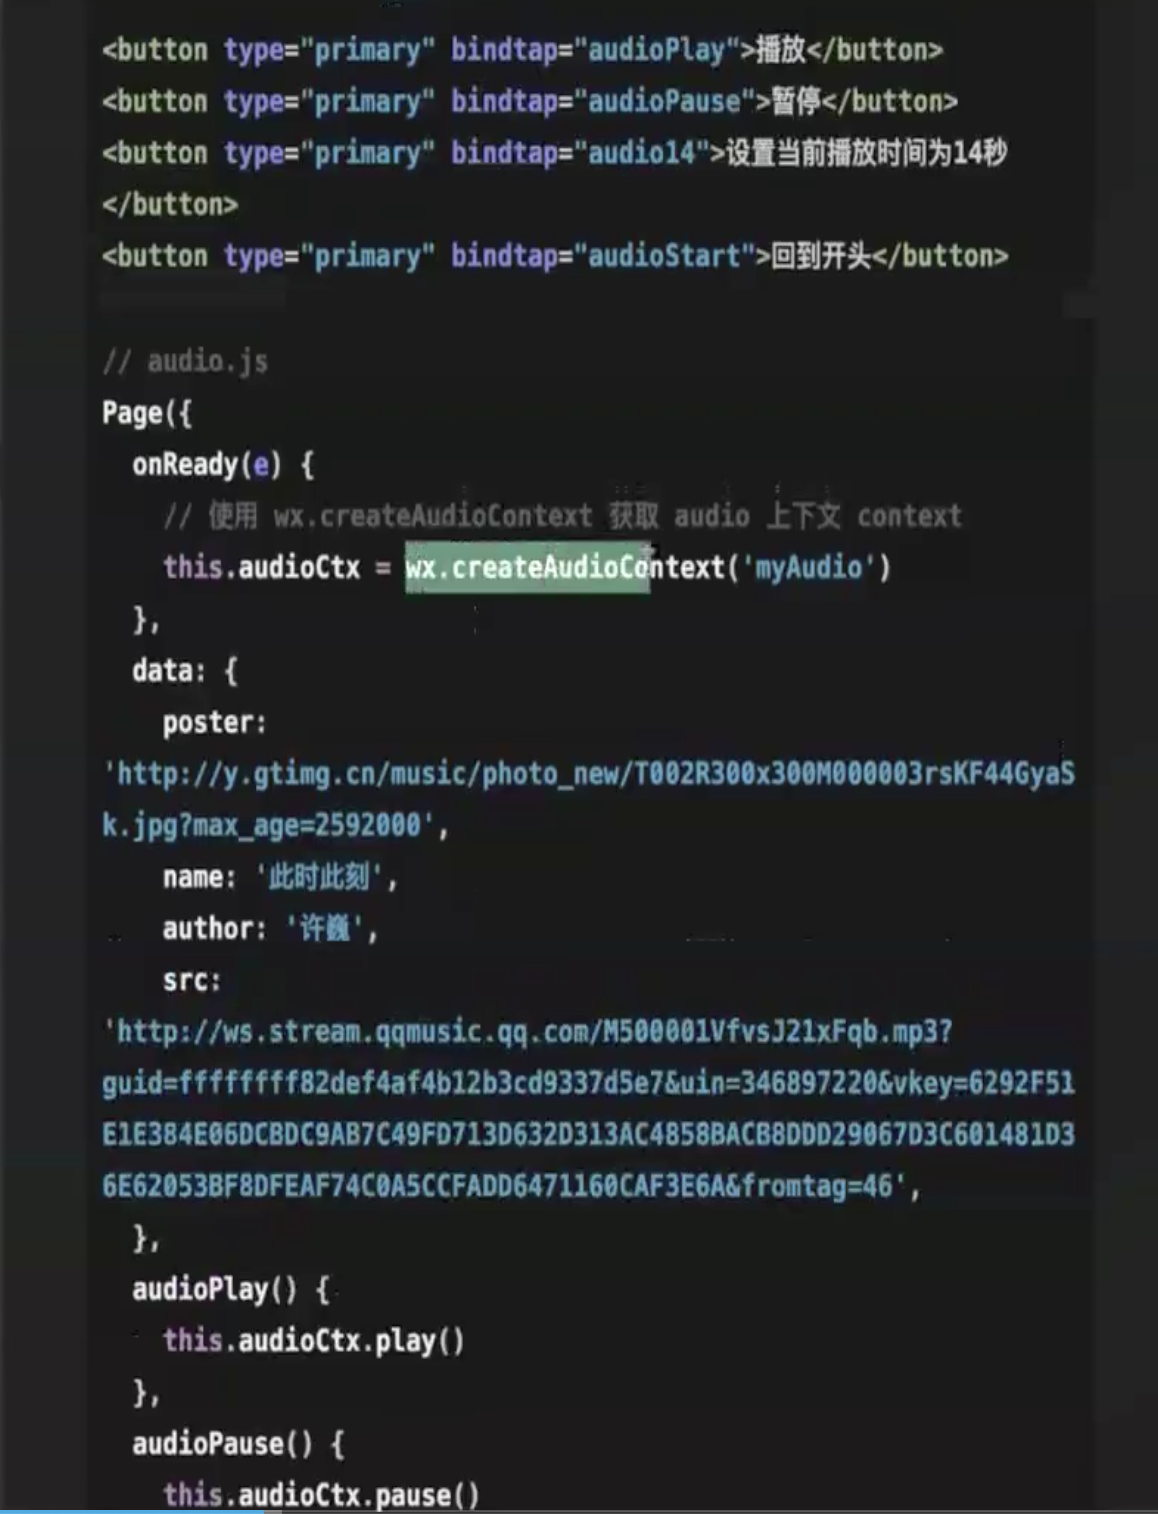 <button type="primary" bindtap="audioPlay">播放</button>
<button type="primary" bindtap="audioPause">暂停</button>
<button type="primary" bindtap="audio14">设置当前播放时间为14秒
</button>
<button type="primary" bindtap="audioStart">回到开头</button>
// audio.js
Page({
onReady(e) {
// 使用 wx.createAudioContext 获取 audio 上下文 context
this.audioCtx = wx.createAudioContext('myAudio')
},
data: {
poster:
'http://y.gtimg.cn/music/photo_new/T002R300x300M000003rsKF44GyaS
k.jpg?max_age=2592000',
name: '此时此刻',
author: '许巍',
src:
'http://ws.stream.qqmusic.qq.com/M500001VfvsJ21xFqb.mp3?
guid=ffffffff82def4af4b12b3cd9337d5e7&uin=346897220&vkey=6292F51
E1E384E06DCBDC9AB7C49FD713D632D313AC4858BACB8DDD29067D3C601481D3
6E62053BF8DFEAF74C0A5CCFADD6471160CAF3E6A&fromtag=46',
},
audioPlay() {
this.audioCtx.play()
},
audioPause() {
this.audioCtx.pause()